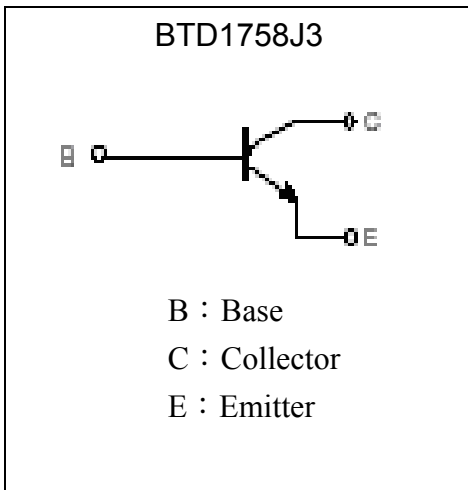 BTD1758J3
C
B
E
B：Base
C：Collector
E：Emitter